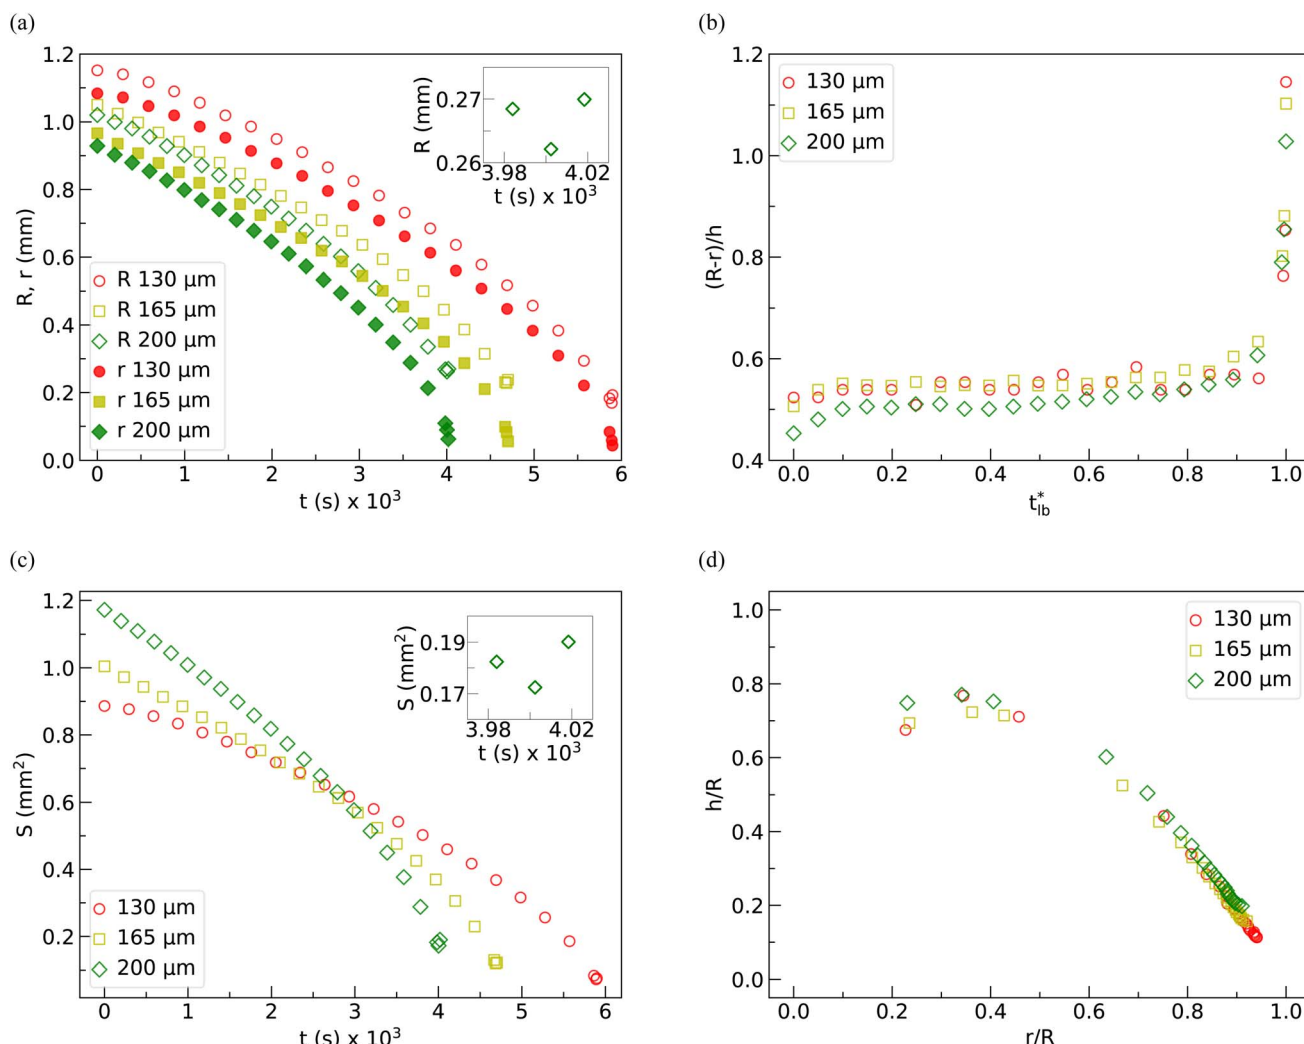 (a)
1.2
1.0
0.8
0.6
0.4
0.2
0.0
R, r (mm)
0 1 2 3 4 5 6
t (s) x 10³
R 130 µm
R 165 µm
R 200 µm
r 130 µm
r 165 µm
r 200 µm
R (mm)
0.27
0.26
3.98 4.02
t (s) x 10³
(b)
1.2
1.0
0.8
0.6
0.4
(R-r)/h
0.0 0.2 0.4 0.6 0.8 1.0
t*lb
130 µm
165 µm
200 µm
(c)
1.2
1.0
0.8
0.6
0.4
0.2
S (mm²)
0 1 2 3 4 5 6
t (s) x 10³
130 µm
165 µm
200 µm
S (mm²)
0.19
0.17
3.98 4.02
t (s) x 10³
(d)
1.0
0.8
0.6
0.4
0.2
0.0
h/R
0.0 0.2 0.4 0.6 0.8 1.0
r/R
130 µm
165 µm
200 µm